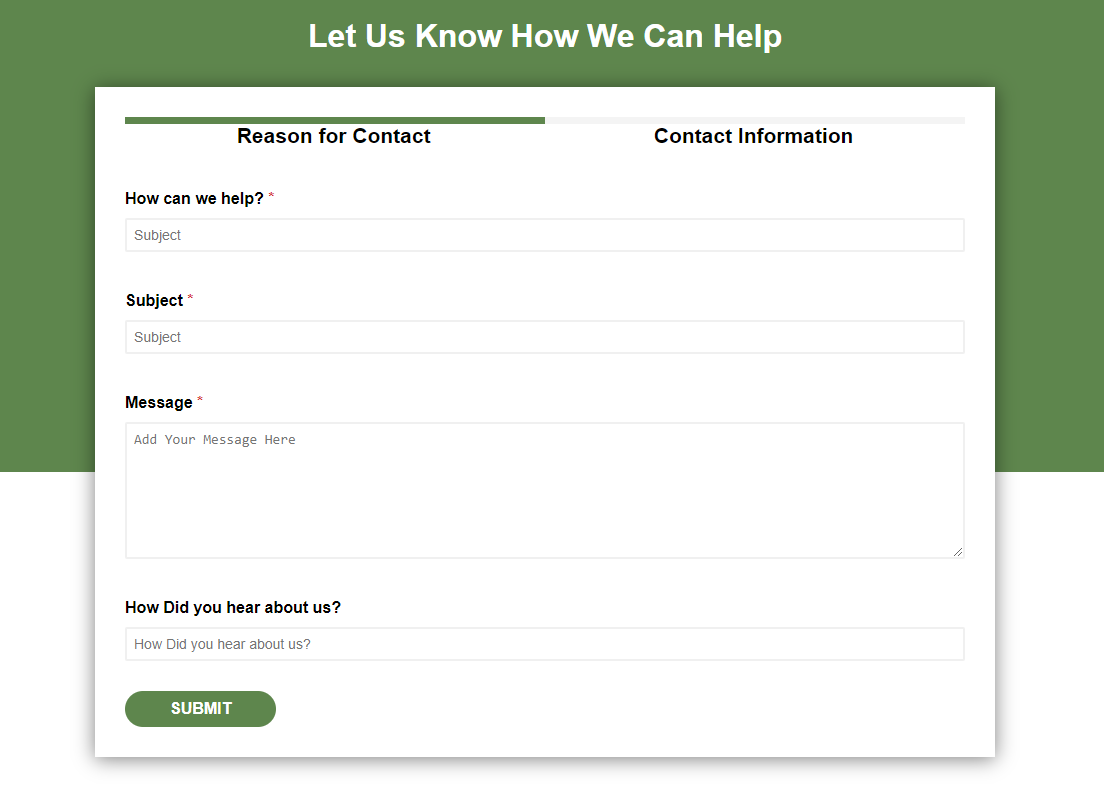 Let Us Know How We Can Help
Reason for Contact
Contact Information
How can we help? *
Subject
Subject *
Subject
Message *
Add Your Message Here
How Did you hear about us?
How Did you hear about us?
SUBMIT